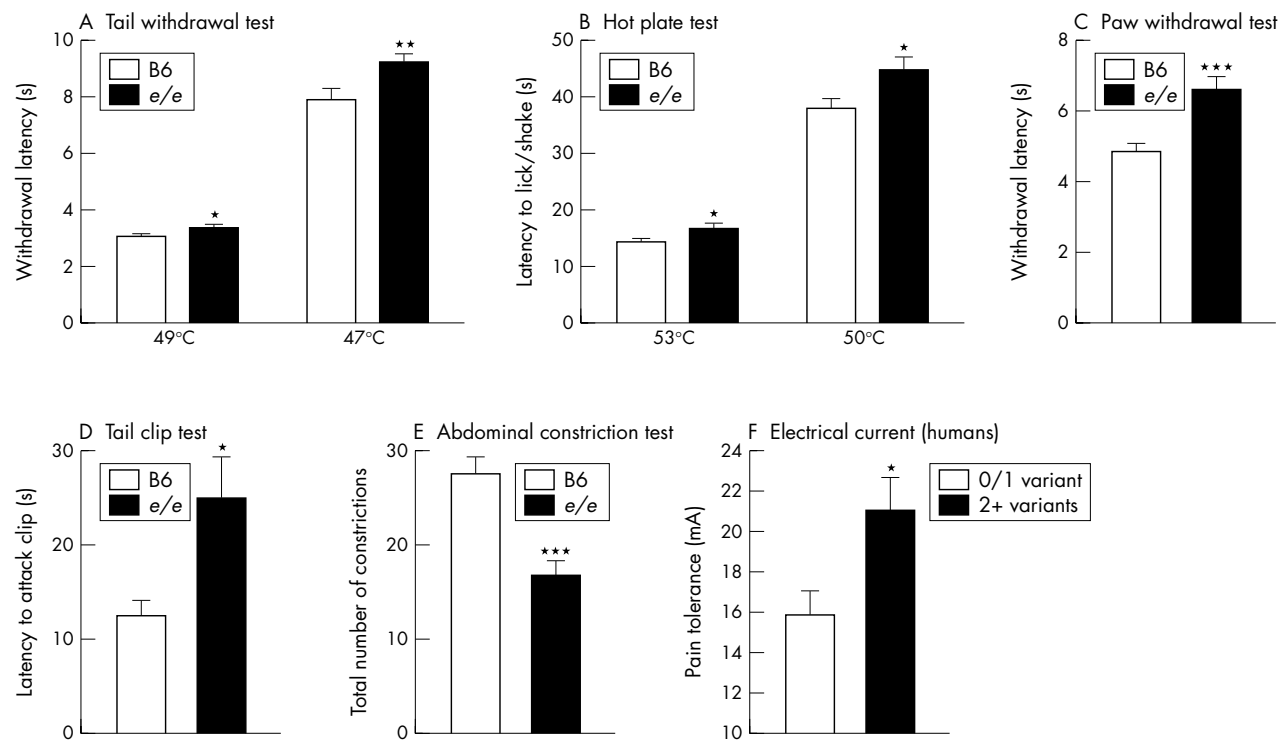 A Tail withdrawal test
10
8
6
4
2
0
Withdrawal latency (s)
B6
e/e
★
★★
49°C
47°C
B Hot plate test
50
40
30
20
10
0
Latency to lick/shake (s)
B6
e/e
★
★
53°C
50°C
C Paw withdrawal test
8
6
4
2
0
Withdrawal latency (s)
B6
e/e
★★★
D Tail clip test
30
20
10
0
Latency to attack clip (s)
B6
e/e
★
E Abdominal constriction test
30
20
10
0
Total number of constrictions
B6
e/e
★★★
F Electrical current (humans)
24
22
20
18
16
14
12
10
Pain tolerance (mA)
★
0/1 variant
2+ variants